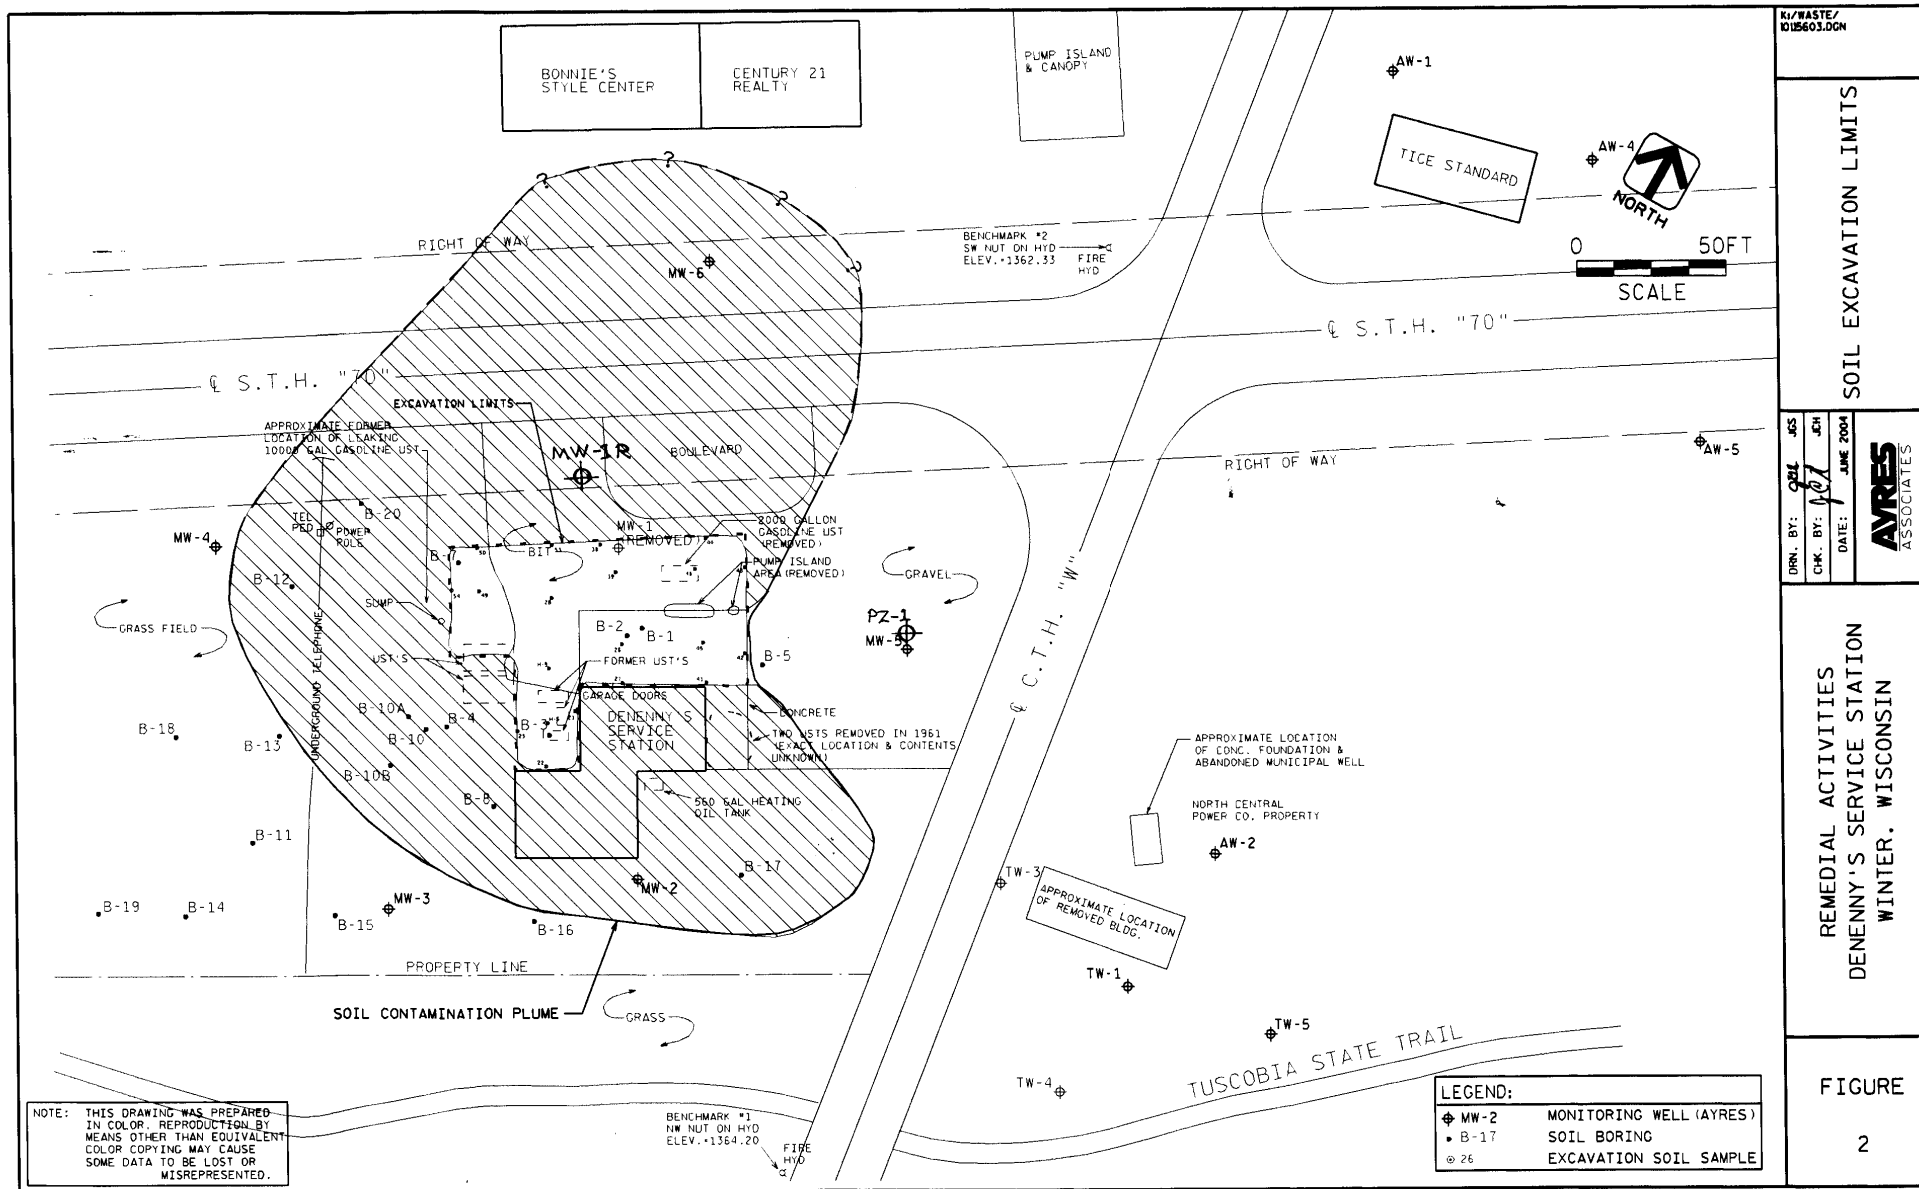 K:/WASTE/
10115603.DGN
BONNIE'S
STYLE CENTER
CENTURY 21
REALTY
PUMP ISLAND
& CANOPY
AW-1
TICE STANDARD
AW-4
NORTH
0 50FT
SCALE
?
?
?
?
RIGHT OF WAY
MW-6
BENCHMARK #2
SW NUT ON HYD
ELEV.=1362.33
FIRE
HYD
℄ S.T.H. "70"
℄ S.T.H. "70"
EXCAVATION LIMITS
APPROXIMATE FORMER
LOCATION OF LEAKING
10000 GAL GASOLINE UST
MW-1R
BOULEVARD
RIGHT OF WAY
AW-5
B-20
TEL
PED
POWER
POLE
MW-4
MW-1
(REMOVED)
2000 GALLON
GASOLINE UST
(REMOVED)
B-7
BIT
PUMP ISLAND
AREA (REMOVED)
GRAVEL
B-12
SUMP
GRASS FIELD
UNDERGROUND TELEPHONE
B-2
B-1
PZ-1
MW-5
B-5
UST'S
FORMER UST'S
GARAGE DOORS
℄ C.T.H. "W"
B-10A
B-4
B-10
B-3
DENENNY'S
SERVICE
STATION
CONCRETE
TWO USTS REMOVED IN 1961
(EXACT LOCATION & CONTENTS
UNKNOWN)
B-18
B-13
B-10B
B-8
560 GAL HEATING
OIL TANK
APPROXIMATE LOCATION
OF CONC. FOUNDATION &
ABANDONED MUNICIPAL WELL
NORTH CENTRAL
POWER CO. PROPERTY
AW-2
B-11
B-17
MW-2
TW-3
APPROXIMATE LOCATION
OF REMOVED BLDG.
B-19
B-14
B-15
MW-3
B-16
PROPERTY LINE
TW-1
SOIL CONTAMINATION PLUME
GRASS
TW-5
TW-4
TUSCOBIA STATE TRAIL
BENCHMARK #1
NW NUT ON HYD
ELEV.=1364.20
FIRE
HYD
NOTE: THIS DRAWING WAS PREPARED
IN COLOR. REPRODUCTION BY
MEANS OTHER THAN EQUIVALENT
COLOR COPYING MAY CAUSE
SOME DATA TO BE LOST OR
MISREPRESENTED.
LEGEND:
MW-2 MONITORING WELL (AYRES)
B-17 SOIL BORING
26 EXCAVATION SOIL SAMPLE
SOIL EXCAVATION LIMITS
DRN. BY: JGS
CHK. BY: JCH
DATE: JUNE 2004
AYRES
ASSOCIATES
REMEDIAL ACTIVITIES
DENENNY'S SERVICE STATION
WINTER, WISCONSIN
FIGURE
2